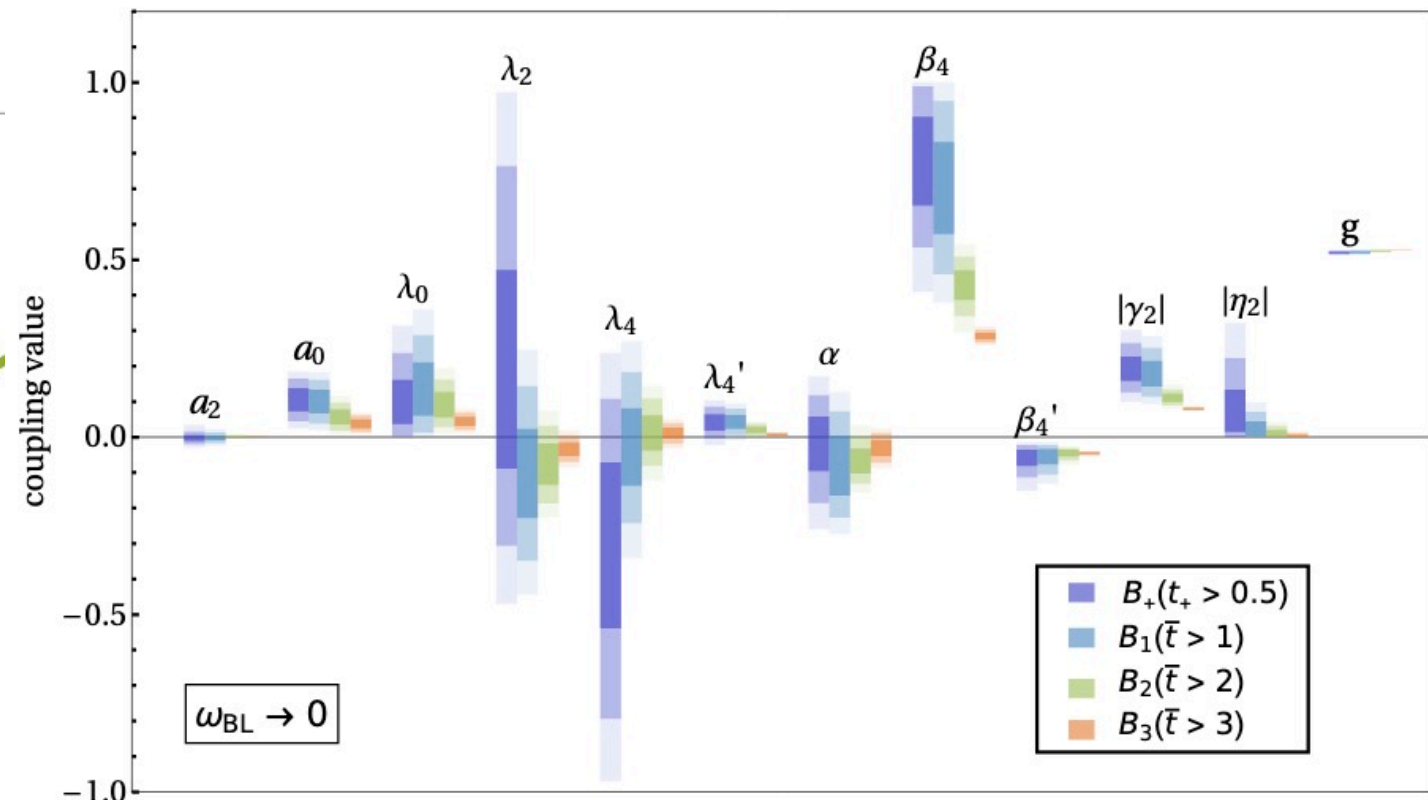 λ₂
β₄
1.0
0.5
0.0
−0.5
−1.0
coupling value
a₂
a₀
λ₀
λ₄
λ₄'
α
β₄'
|γ₂|
|η₂|
g
ω_BL → 0
B₊(t₊ > 0.5)
B₁(t̅ > 1)
B₂(t̅ > 2)
B₃(t̅ > 3)